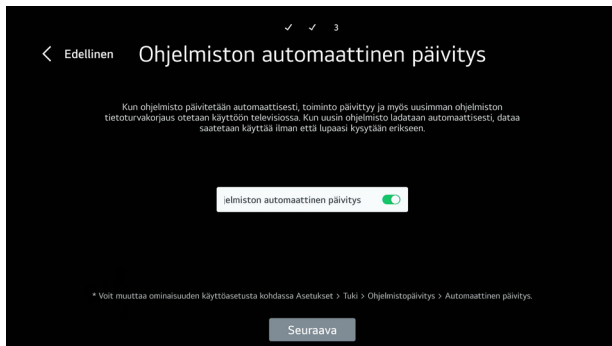 ✓ ✓ 3
Edellinen
Ohjelmiston automaattinen päivitys
Kun ohjelmisto päivitetään automaattisesti, toiminto päivittyy ja myös uusimman ohjelmiston
tietoturvakorjaus otetaan käyttöön televisiossa. Kun uusin ohjelmisto ladataan automaattisesti, dataa
saatetaan käyttää ilman että lupaasi kysytään erikseen.
jelmiston automaattinen päivitys
* Voit muuttaa ominaisuuden käyttöasetusta kohdassa Asetukset > Tuki > Ohjelmistopäivitys > Automaattinen päivitys.
Seuraava